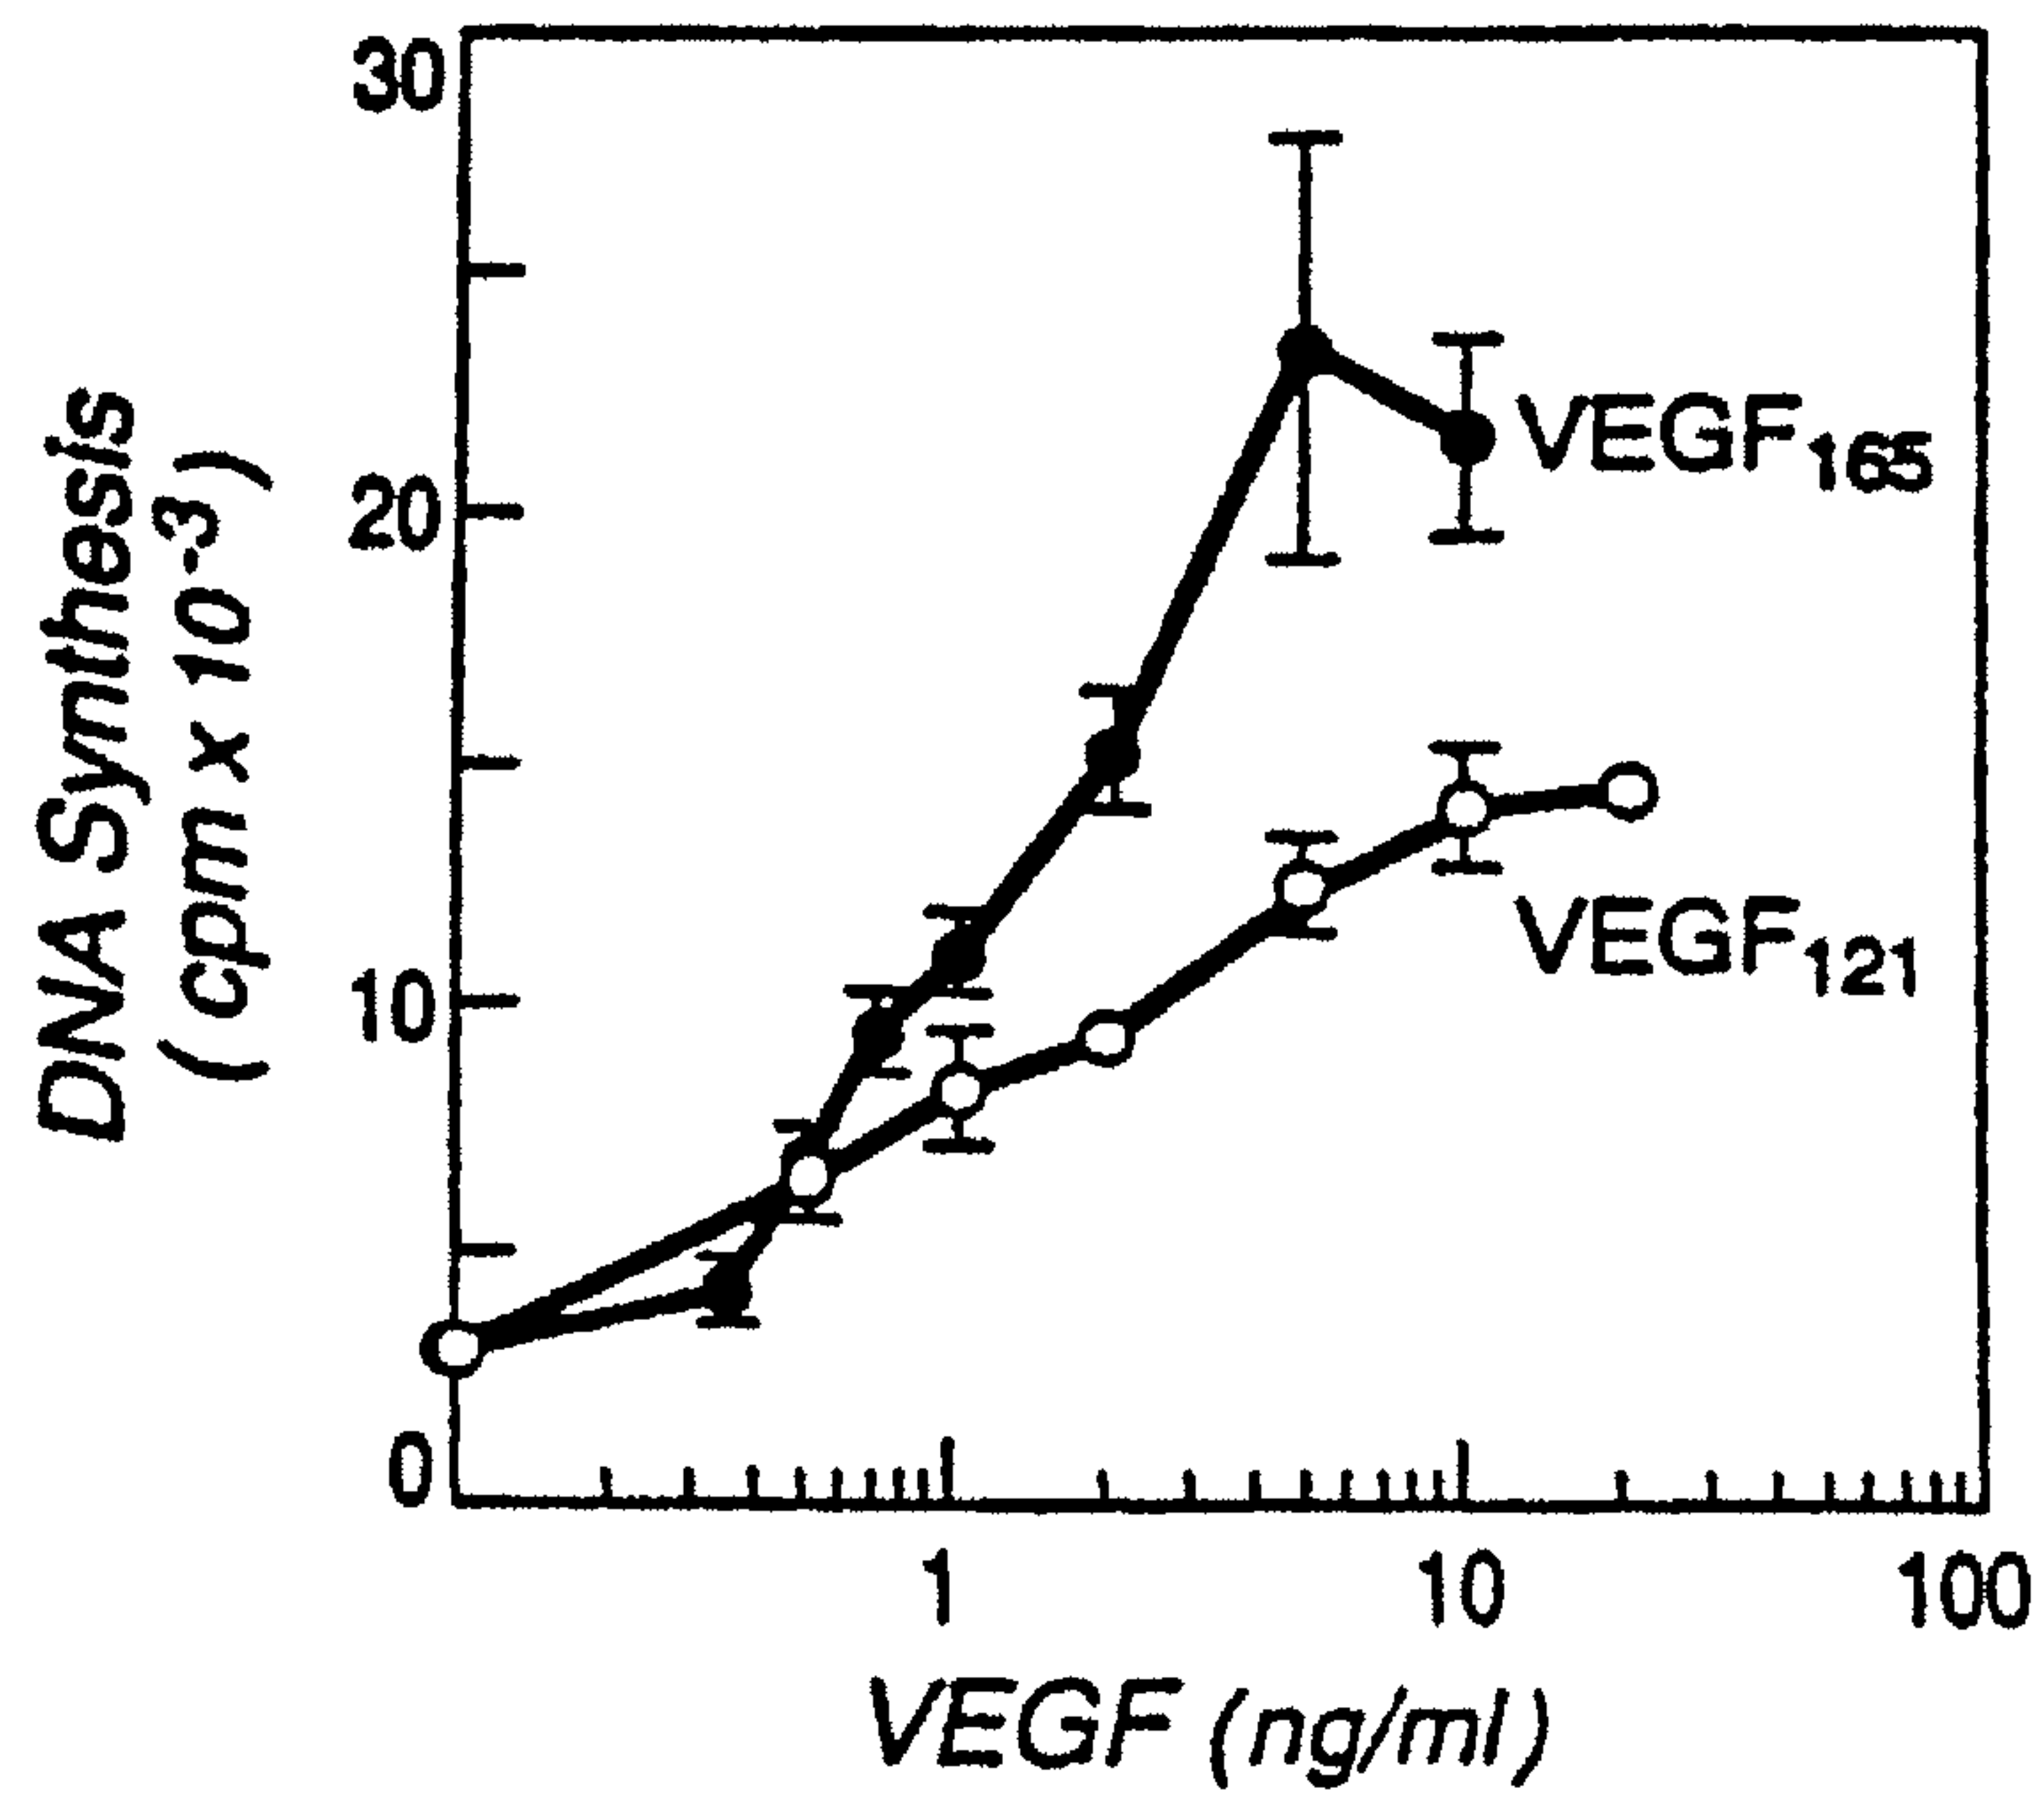 DNA Synthesis
( cpm x 10-3 )
30
20
10
0
VEGF165
VEGF121
1 10 100
VEGF (ng/ml)